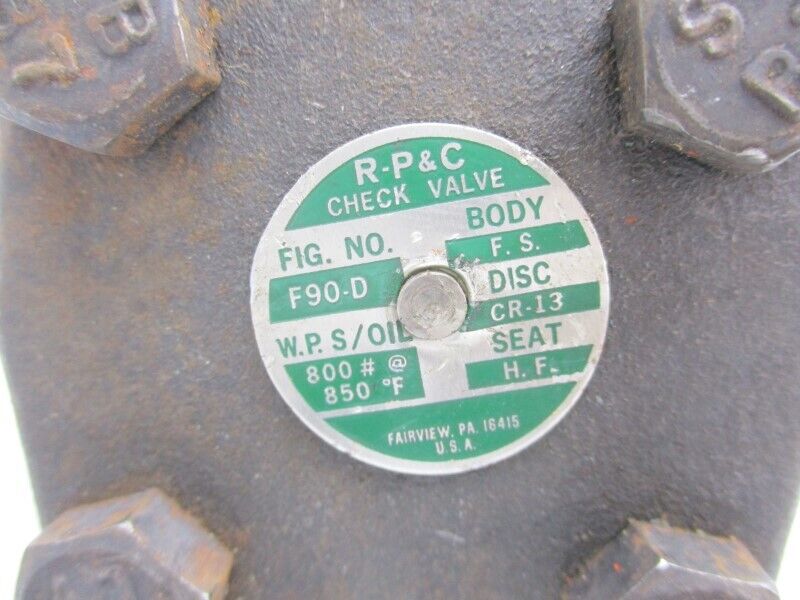 R-P&C
CHECK VALVE
FIG. NO.
F90-D
W.P. S/OIL
800 # @
850 °F
BODY
F. S.
DISC
CR-13
SEAT
H. F.
FAIRVIEW, PA. 16415
U.S.A.
B
S